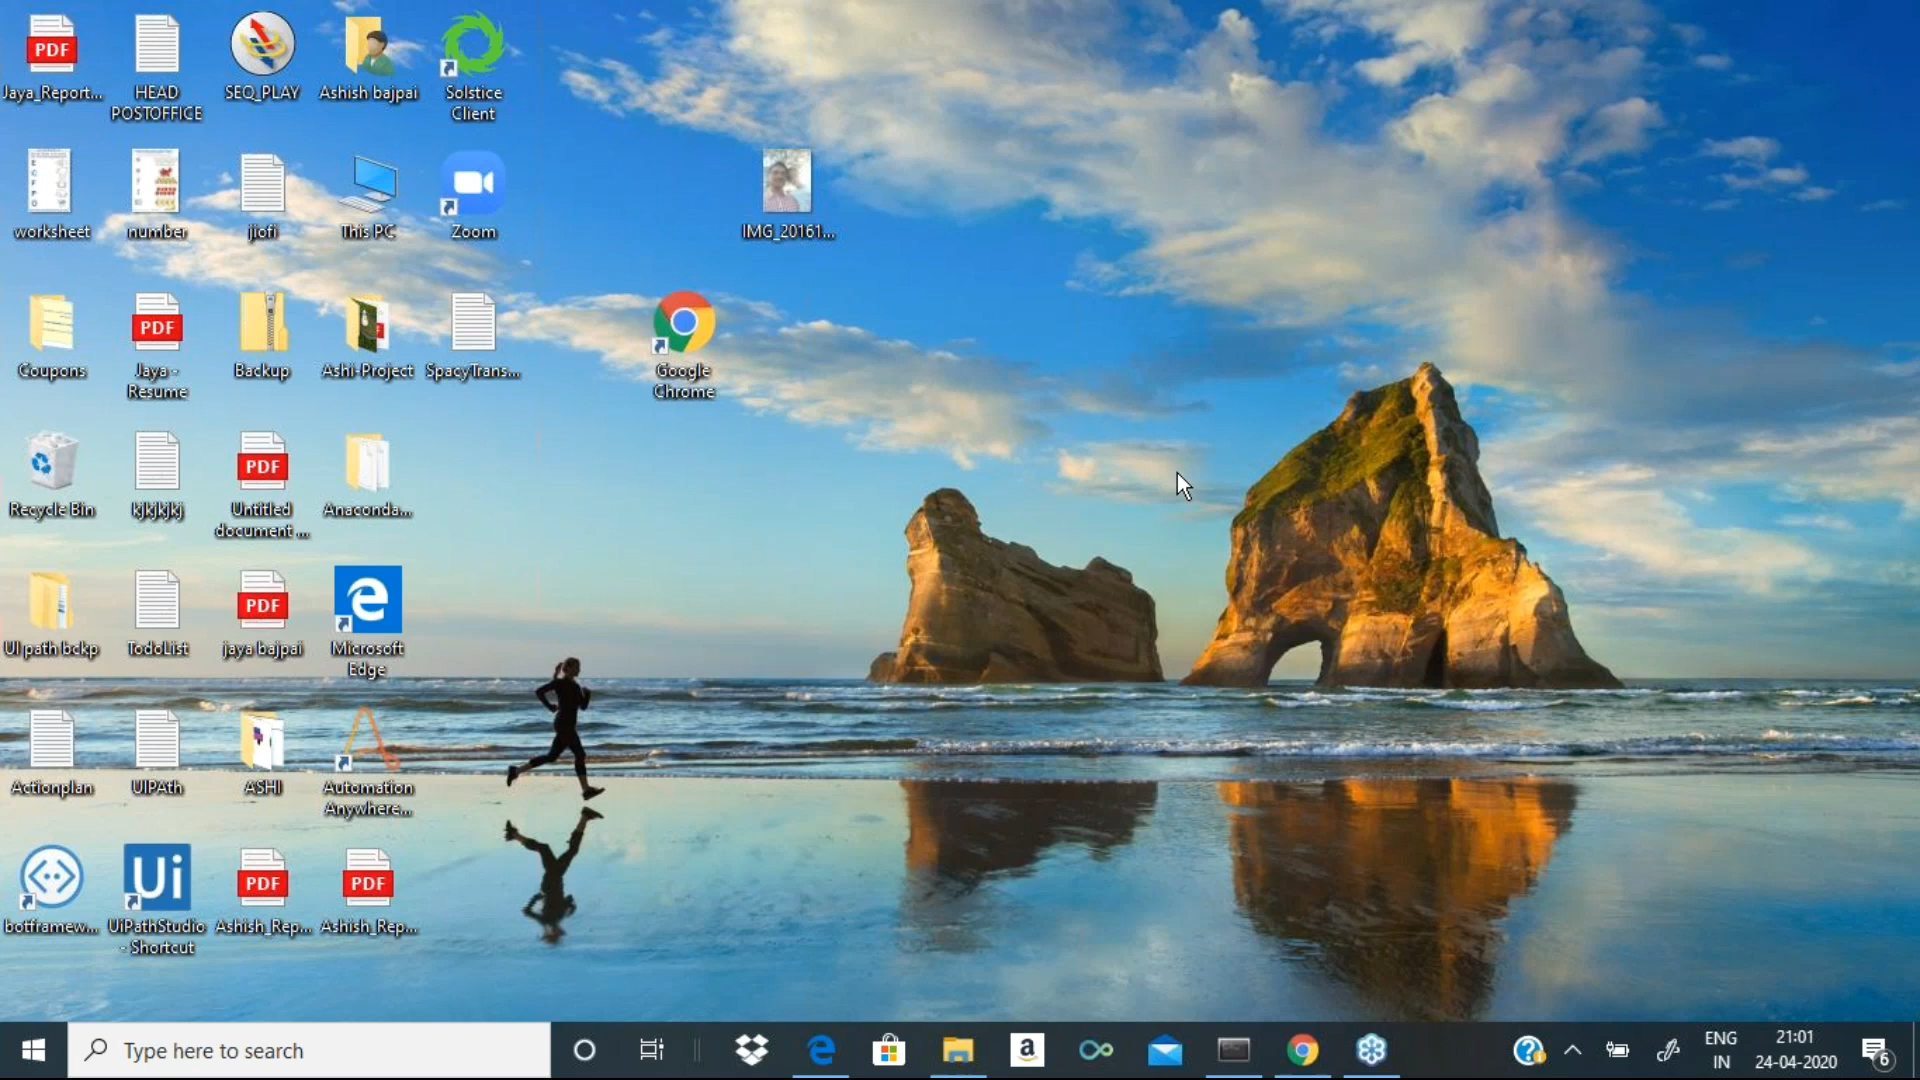 PDF
Jaya_Report...
HEAD
POSTOFFICE
SEQ_PLAY
Ashish bajpai
Solstice
Client
worksheet
number
jiofi
This PC
Zoom
IMG_20161...
Coupons
PDF
Jaya -
Resume
Backup
Ashi-Project
SpacyTrans...
Google
Chrome
Recycle Bin
kjkjkjkj
PDF
Untitled
document ...
Anaconda...
UI path bckp
TodoList
PDF
jaya bajpai
Microsoft
Edge
Actionplan
UIPAth
ASHI
Automation
Anywhere...
botframew...
Ui
UiPathStudio
- Shortcut
PDF
Ashish_Rep...
PDF
Ashish_Rep...
Type here to search
a
ENG
IN
21:01
24-04-2020
6